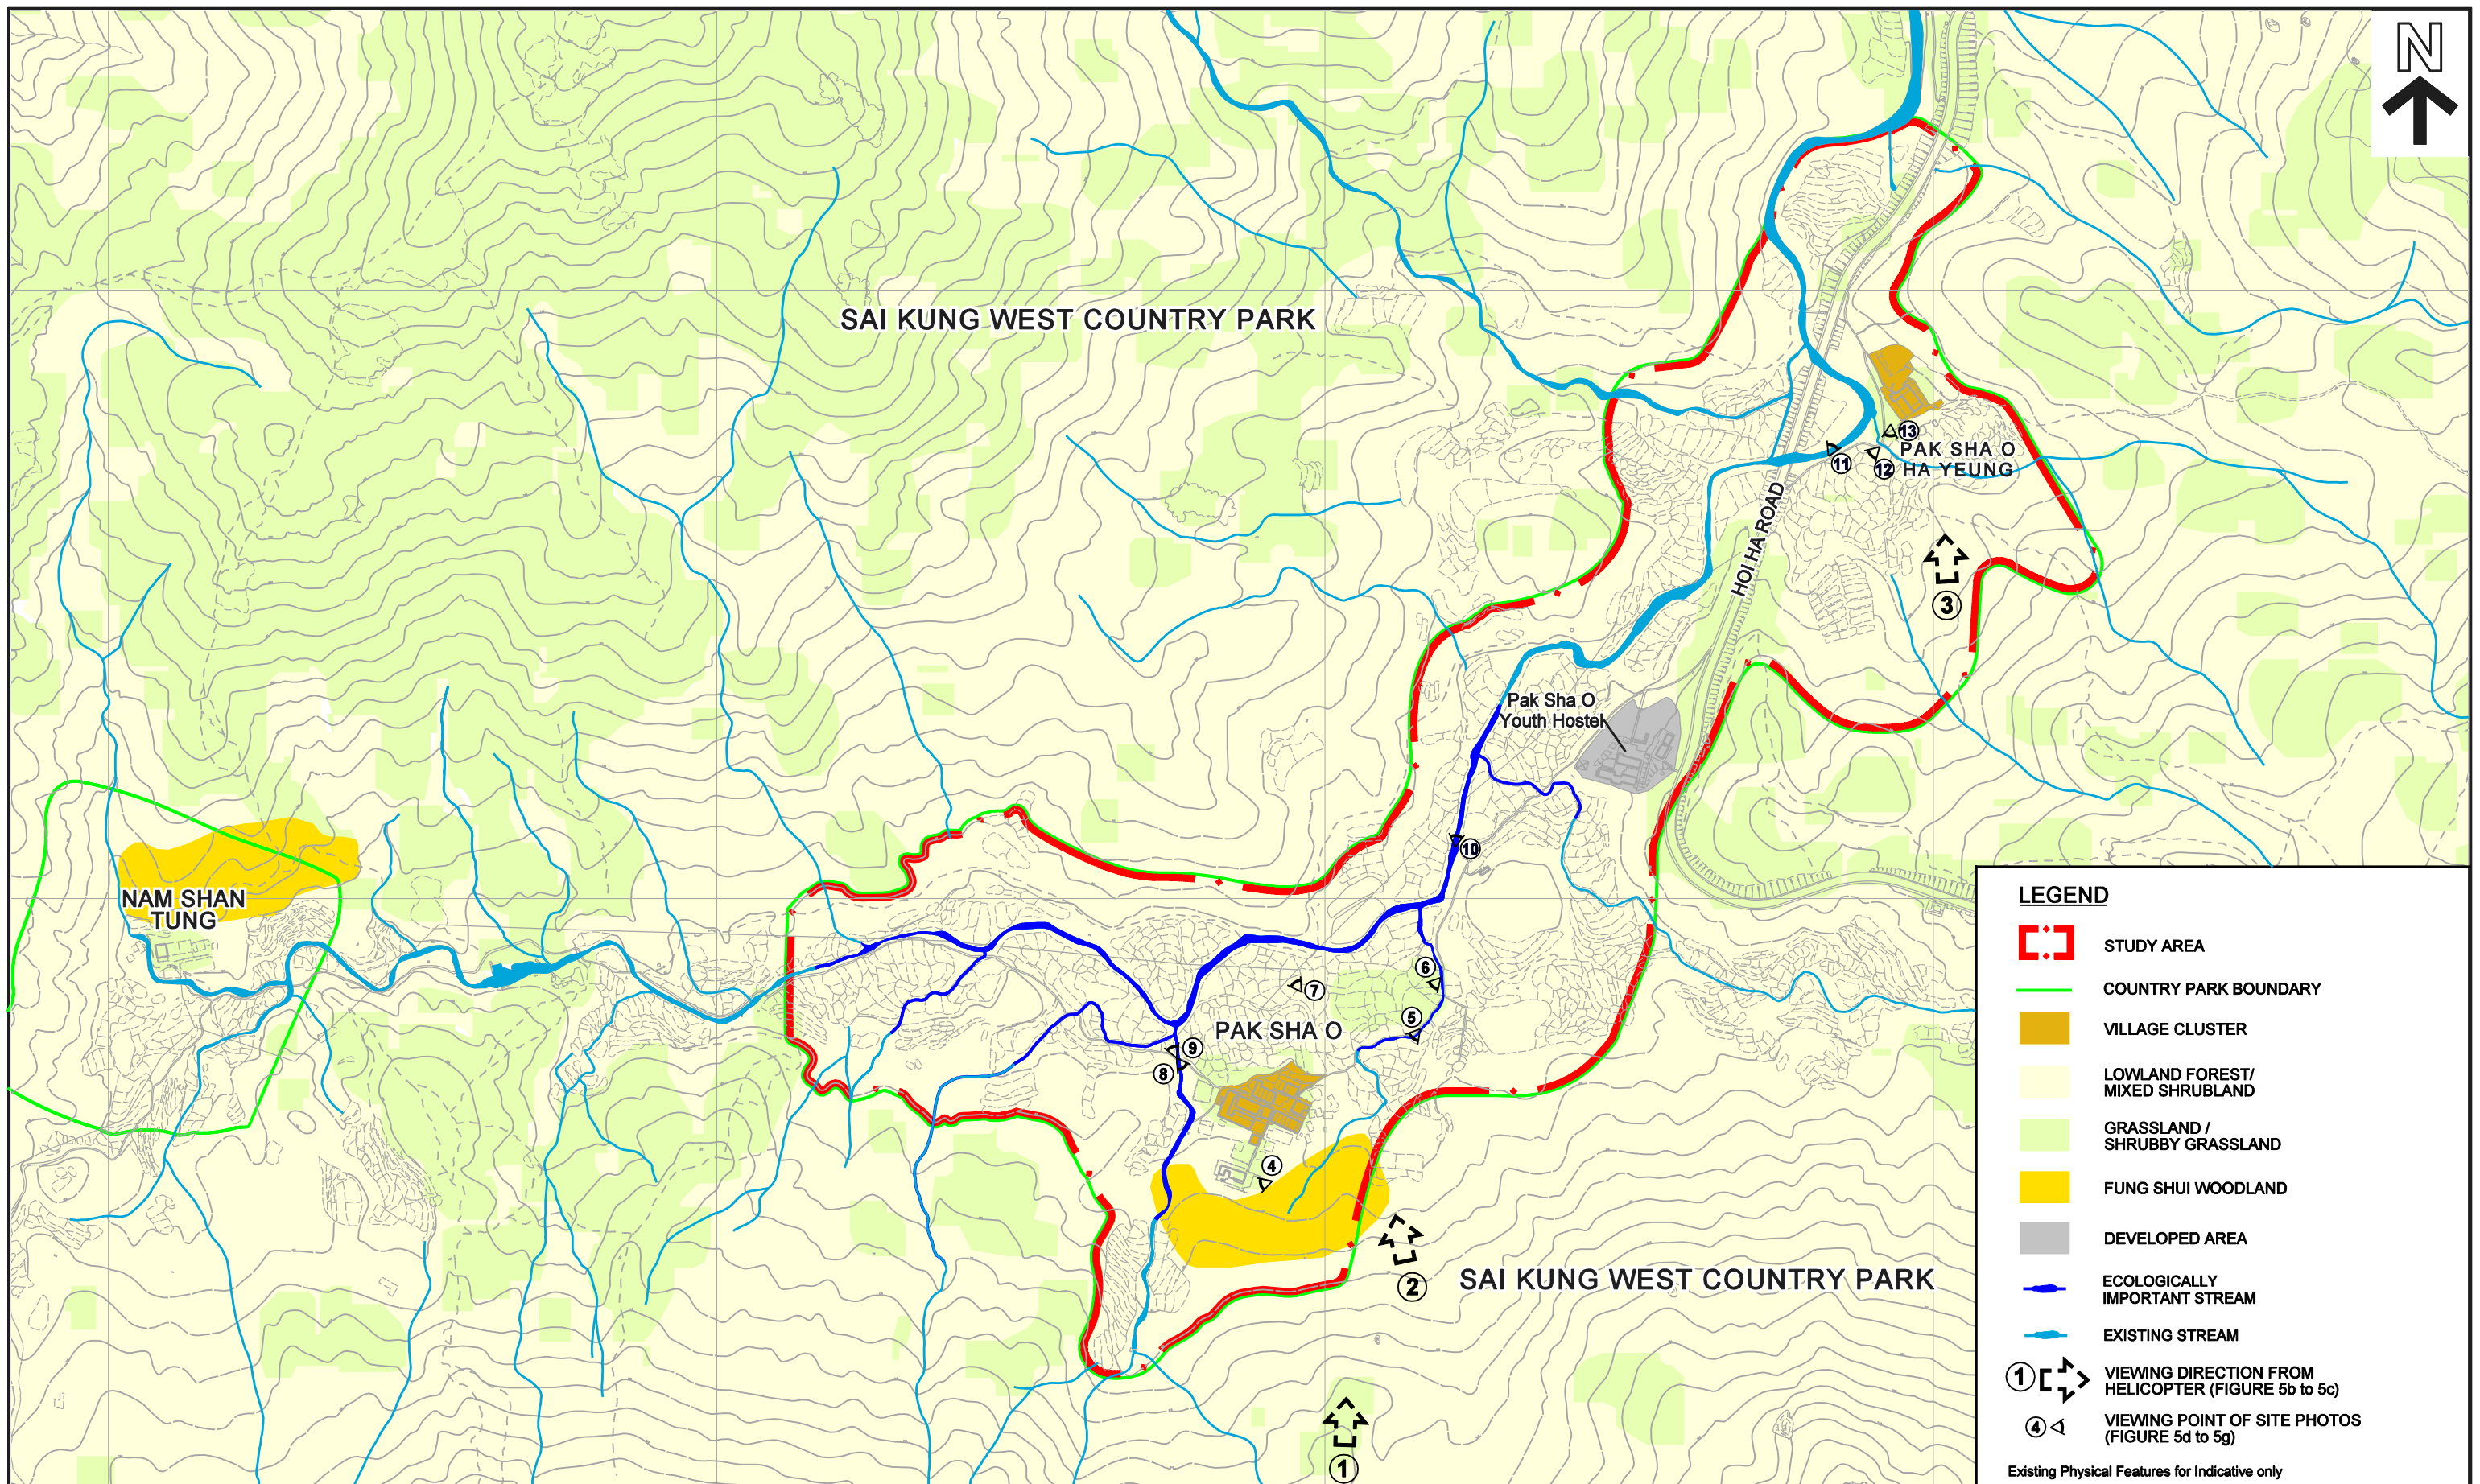 N
SAI KUNG WEST COUNTRY PARK
13
PAK SHA O
HA YEUNG
11
12
HOI HA ROAD
3
Pak Sha O
Youth Hostel
10
NAM SHAN
TUNG
6
7
5
PAK SHA O
9
8
4
2
SAI KUNG WEST COUNTRY PARK
1
LEGEND
STUDY AREA
COUNTRY PARK BOUNDARY
VILLAGE CLUSTER
LOWLAND FOREST/
MIXED SHRUBLAND
GRASSLAND /
SHRUBBY GRASSLAND
FUNG SHUI WOODLAND
DEVELOPED AREA
ECOLOGICALLY
IMPORTANT STREAM
EXISTING STREAM
1 VIEWING DIRECTION FROM
HELICOPTER (FIGURE 5b to 5c)
4 VIEWING POINT OF SITE PHOTOS
(FIGURE 5d to 5g)
Existing Physical Features for Indicative only